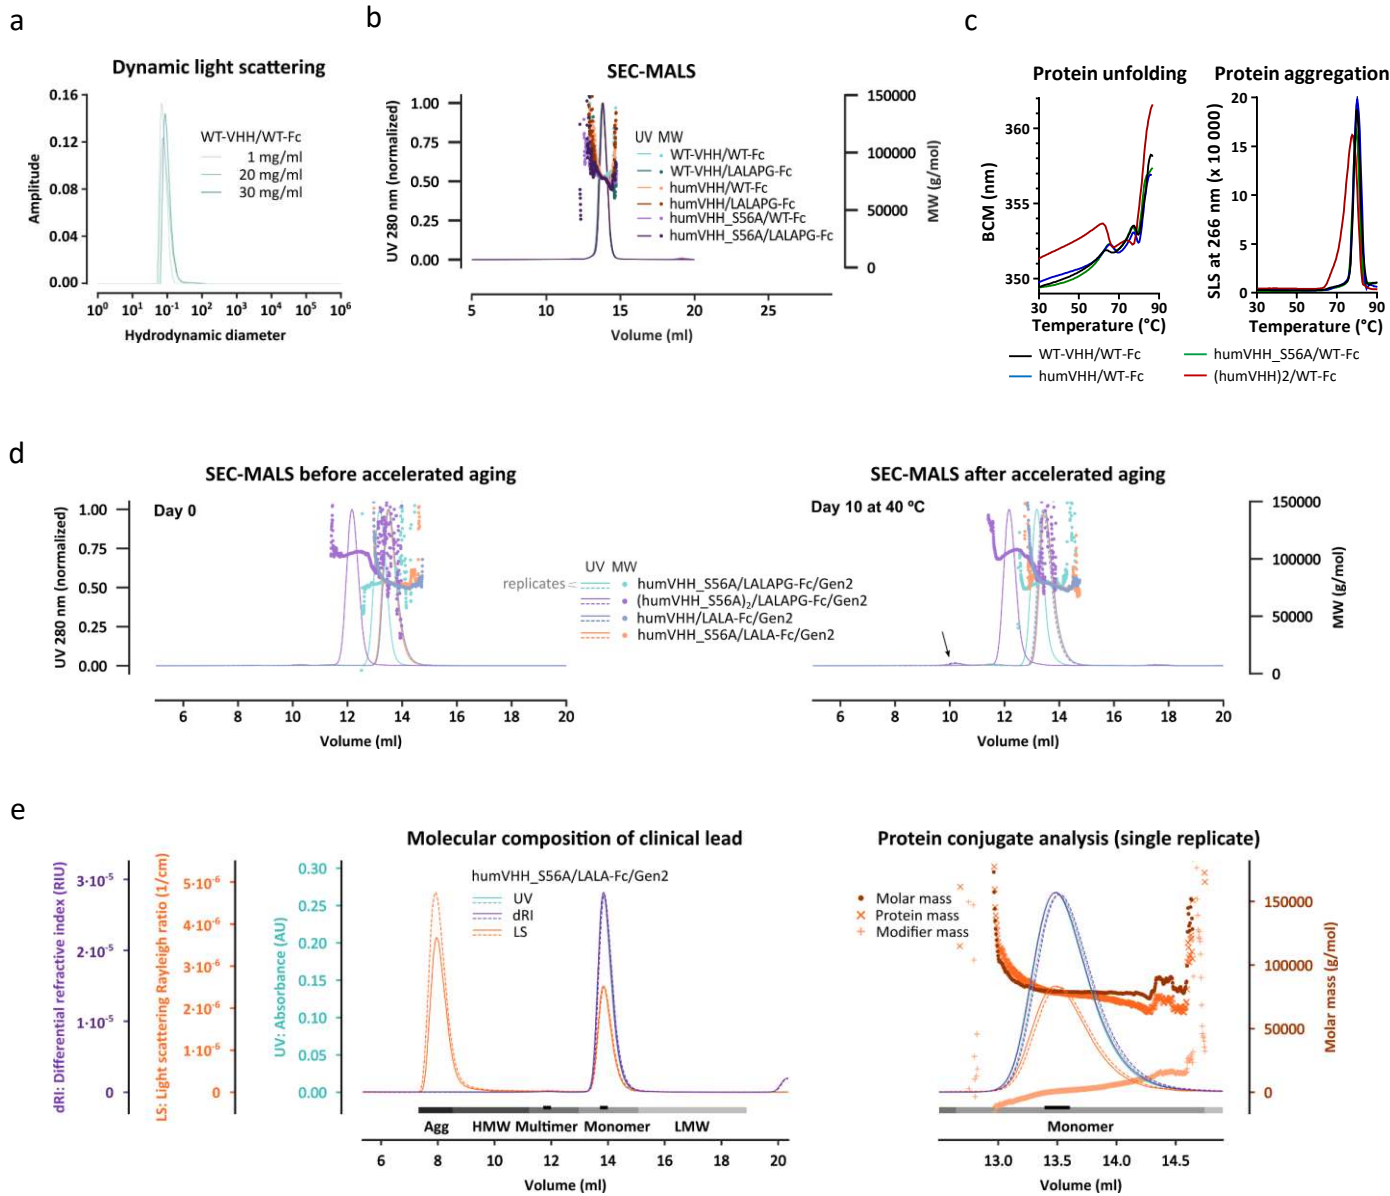 a
Dynamic light scattering
0.16
0.12
0.08
0.04
0.00
Amplitude
WT-VHH/WT-Fc
1 mg/ml
20 mg/ml
30 mg/ml
10⁰ 10¹ 10⁻¹ 10² 10³ 10⁴ 10⁵ 10⁶
Hydrodynamic diameter
b
SEC-MALS
1.00
0.75
0.50
0.25
0.00
UV 280 nm (normalized)
UV MW
WT-VHH/WT-Fc
WT-VHH/LALAPG-Fc
humVHH/WT-Fc
humVHH/LALAPG-Fc
humVHH_S56A/WT-Fc
humVHH_S56A/LALAPG-Fc
150000
100000
50000
0
MW (g/mol)
5 10 15 20 25
Volume (ml)
c
Protein unfolding
360
355
350
BCM (nm)
30 50 70 90
Temperature (°C)
Protein aggregation
20
15
10
5
0
SLS at 266 nm (x 10 000)
30 50 70 90
Temperature (°C)
WT-VHH/WT-Fc
humVHH/WT-Fc
humVHH_S56A/WT-Fc
(humVHH)2/WT-Fc
d
SEC-MALS before accelerated aging
Day 0
1.00
0.75
0.50
0.25
0.00
UV 280 nm (normalized)
6 8 10 12 14 16 18 20
Volume (ml)
UV MW
replicates
humVHH_S56A/LALAPG-Fc/Gen2
(humVHH_S56A)₂/LALAPG-Fc/Gen2
humVHH/LALA-Fc/Gen2
humVHH_S56A/LALA-Fc/Gen2
SEC-MALS after accelerated aging
Day 10 at 40 °C
150000
100000
50000
0
MW (g/mol)
6 8 10 12 14 16 18 20
Volume (ml)
e
Molecular composition of clinical lead
dRI: Differential refractive index (RIU)
3·10⁻⁵
2·10⁻⁵
1·10⁻⁵
0
LS: Light scattering Rayleigh ratio (1/cm)
5·10⁻⁶
4·10⁻⁶
3·10⁻⁶
2·10⁻⁶
1·10⁻⁶
0
UV: Absorbance (AU)
0.30
0.25
0.20
0.15
0.10
0.05
0.00
humVHH_S56A/LALA-Fc/Gen2
UV
dRI
LS
Agg HMW Multimer Monomer LMW
6 8 10 12 14 16 18 20
Volume (ml)
Protein conjugate analysis (single replicate)
Molar mass
Protein mass
Modifier mass
150000
100000
50000
0
Molar mass (g/mol)
Monomer
13.0 13.5 14.0 14.5
Volume (ml)